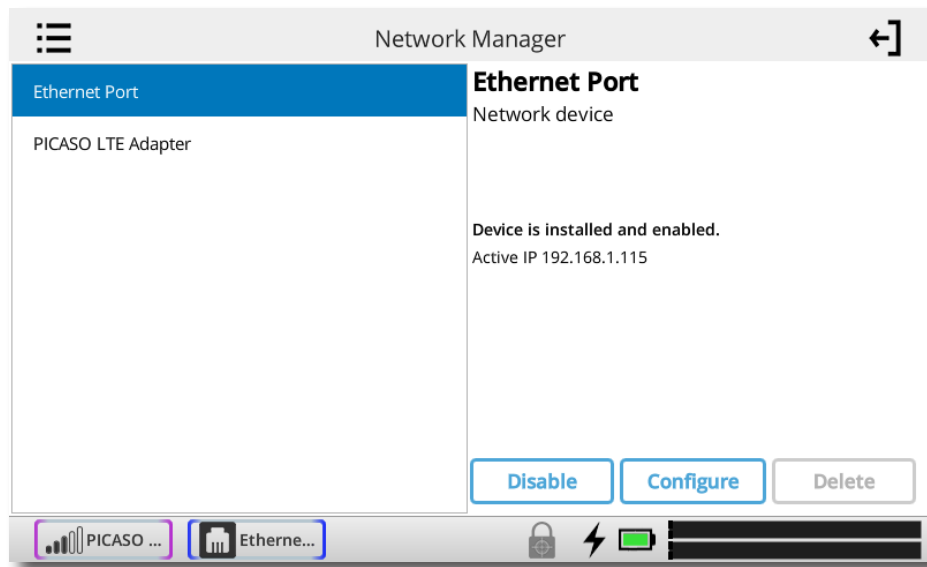 Network Manager
Ethernet Port
PICASO LTE Adapter
Ethernet Port
Network device
Device is installed and enabled.
Active IP 192.168.1.115
Disable
Configure
Delete
PICASO ...
Etherne...